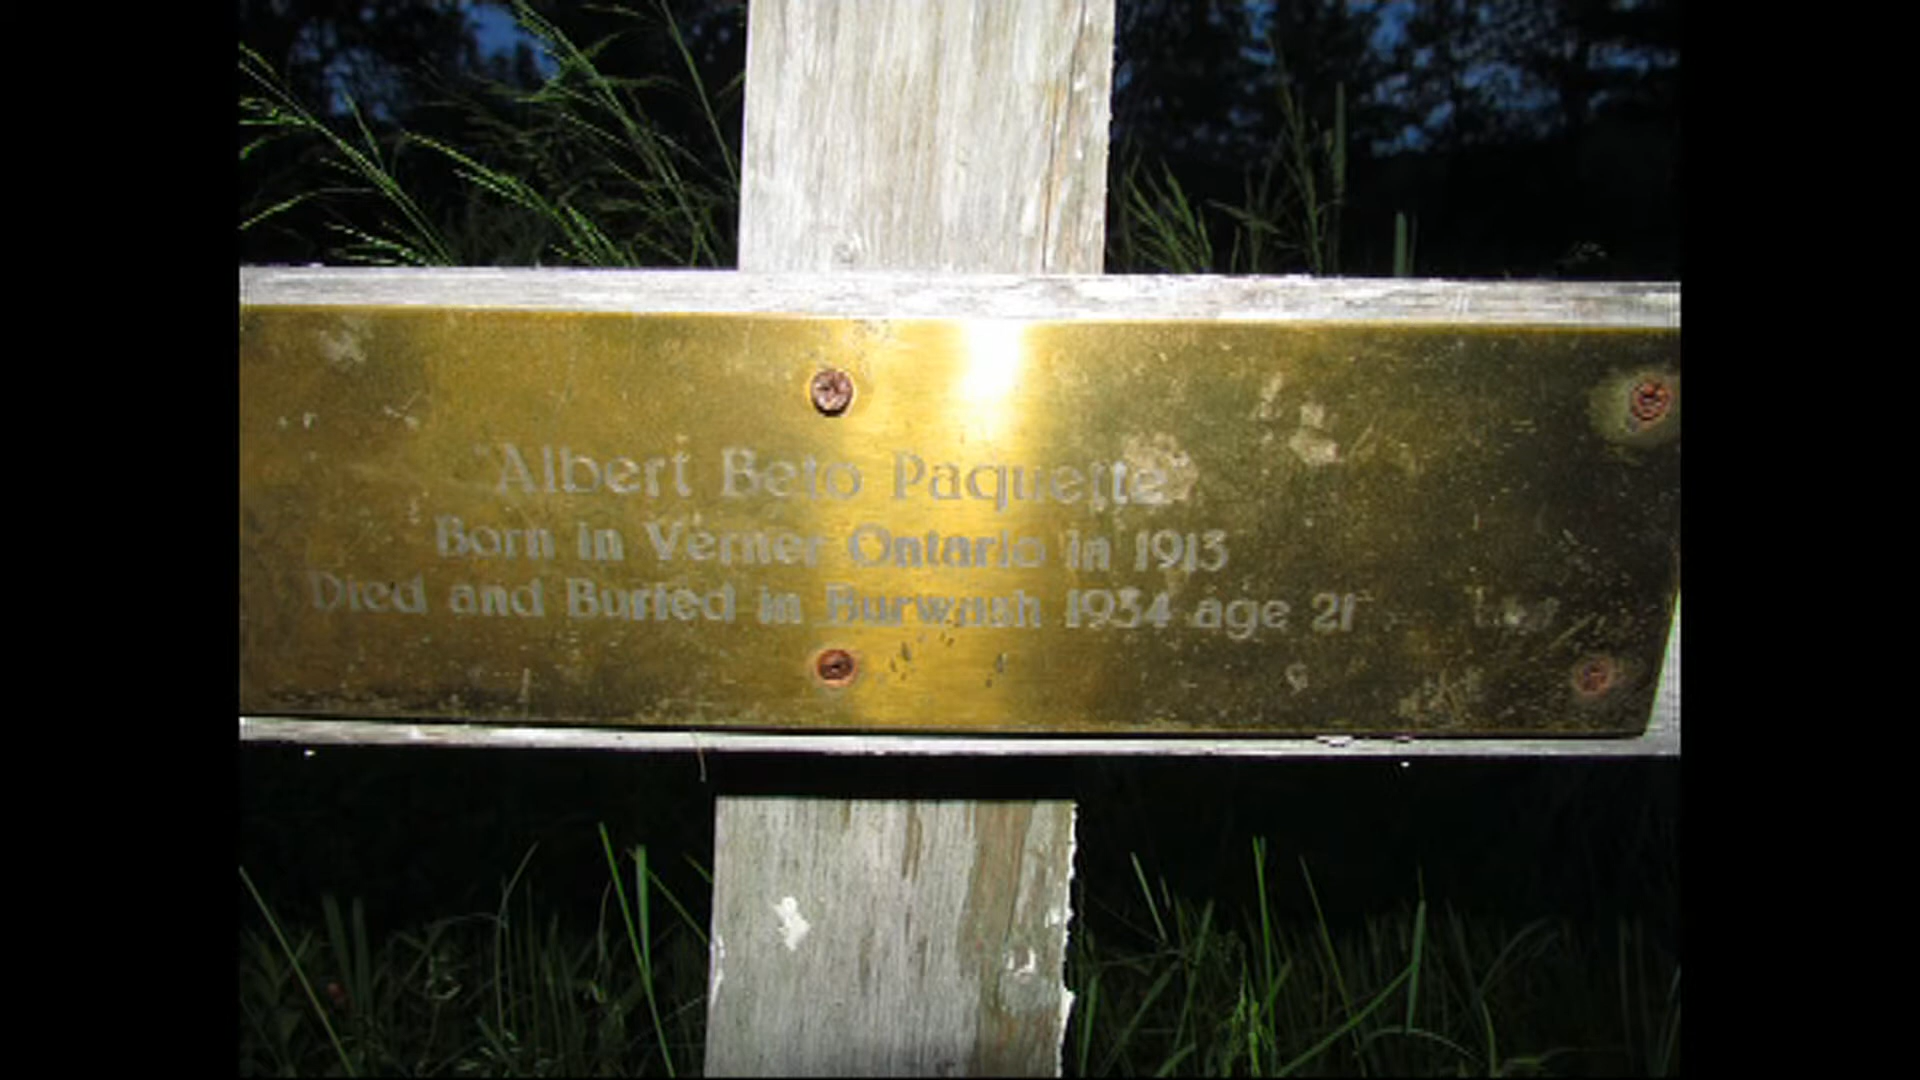 "Albert Beto Paquette"
Born in Verner Ontario in 1913
Died and Buried in Burwash 1934 age 21